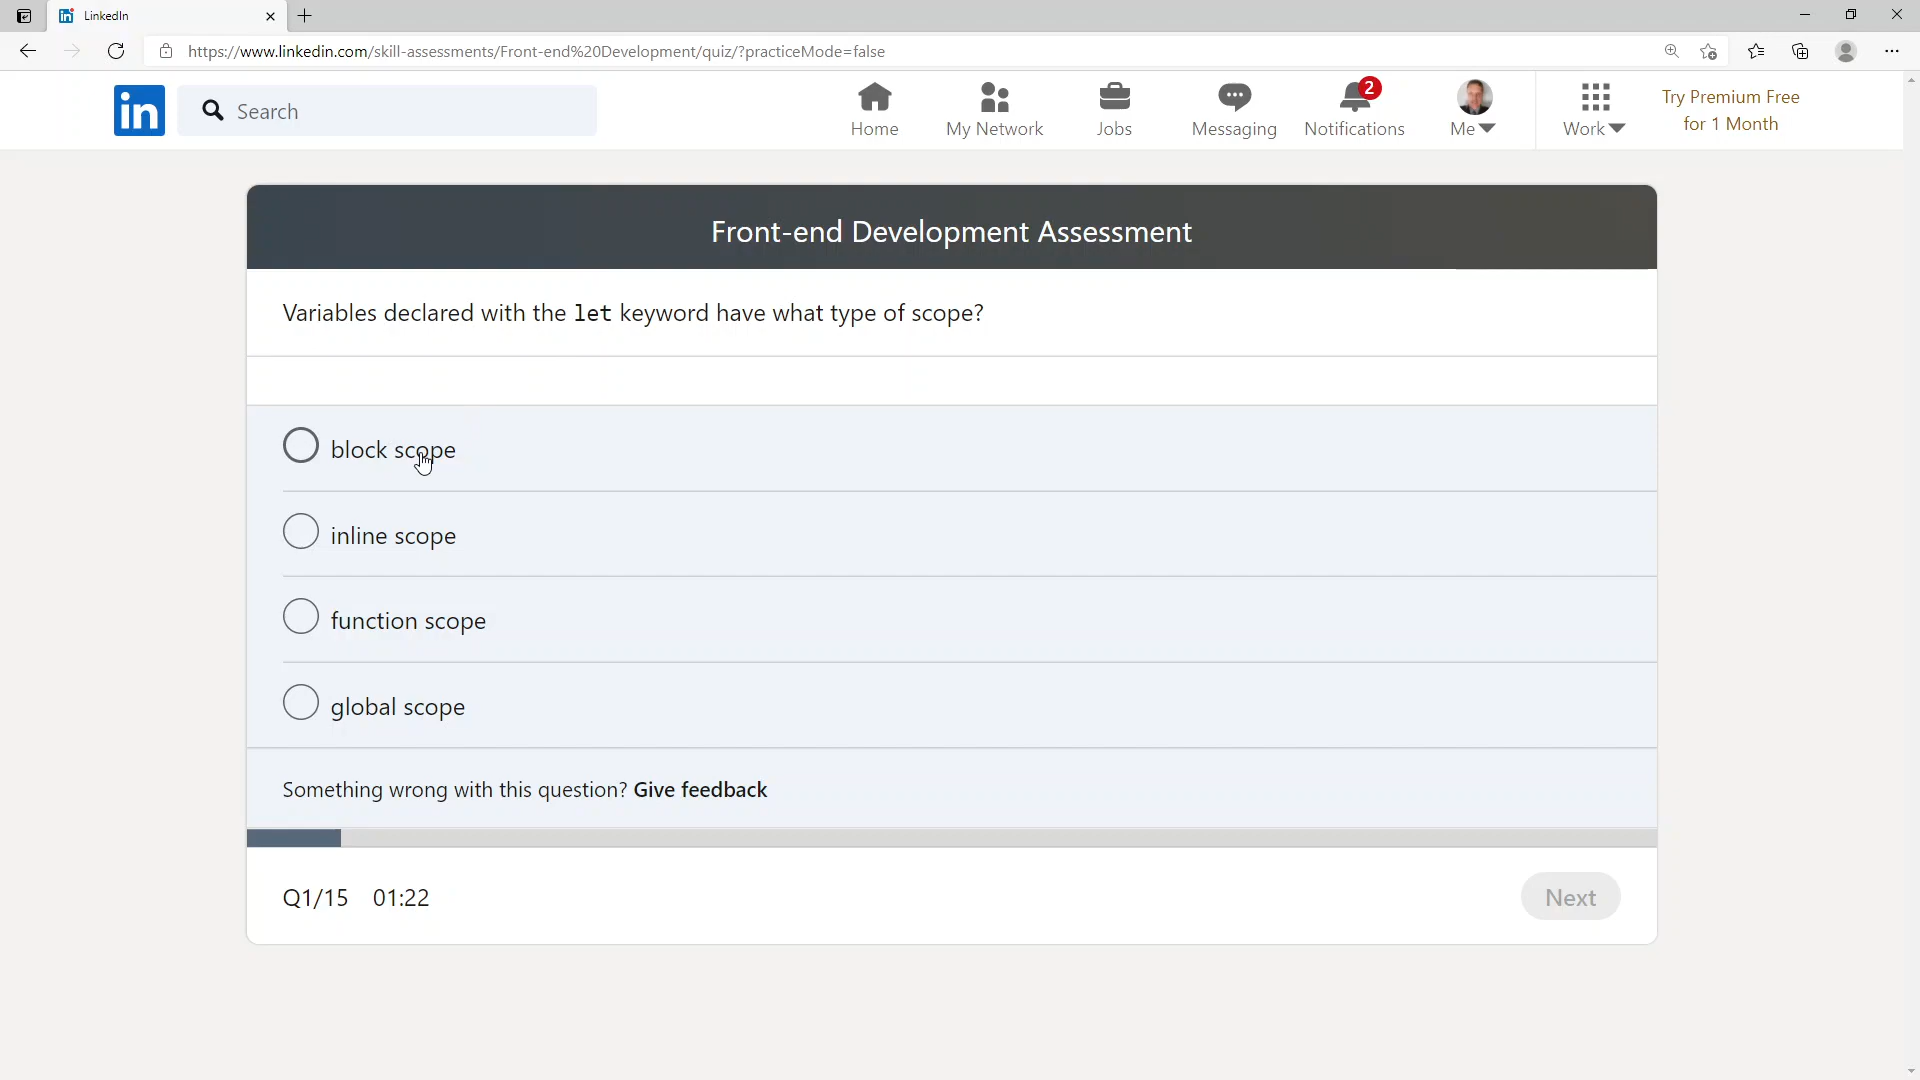 LinkedIn
https://www.linkedin.com/skill-assessments/Front-end%20Development/quiz/?practiceMode=false
in
Search
Home
My Network
Jobs
Messaging
2
Notifications
Me
Work
Try Premium Free
for 1 Month
Front-end Development Assessment
Variables declared with the let keyword have what type of scope?
block scope
inline scope
function scope
global scope
Something wrong with this question? Give feedback
Q1/15 01:22
Next